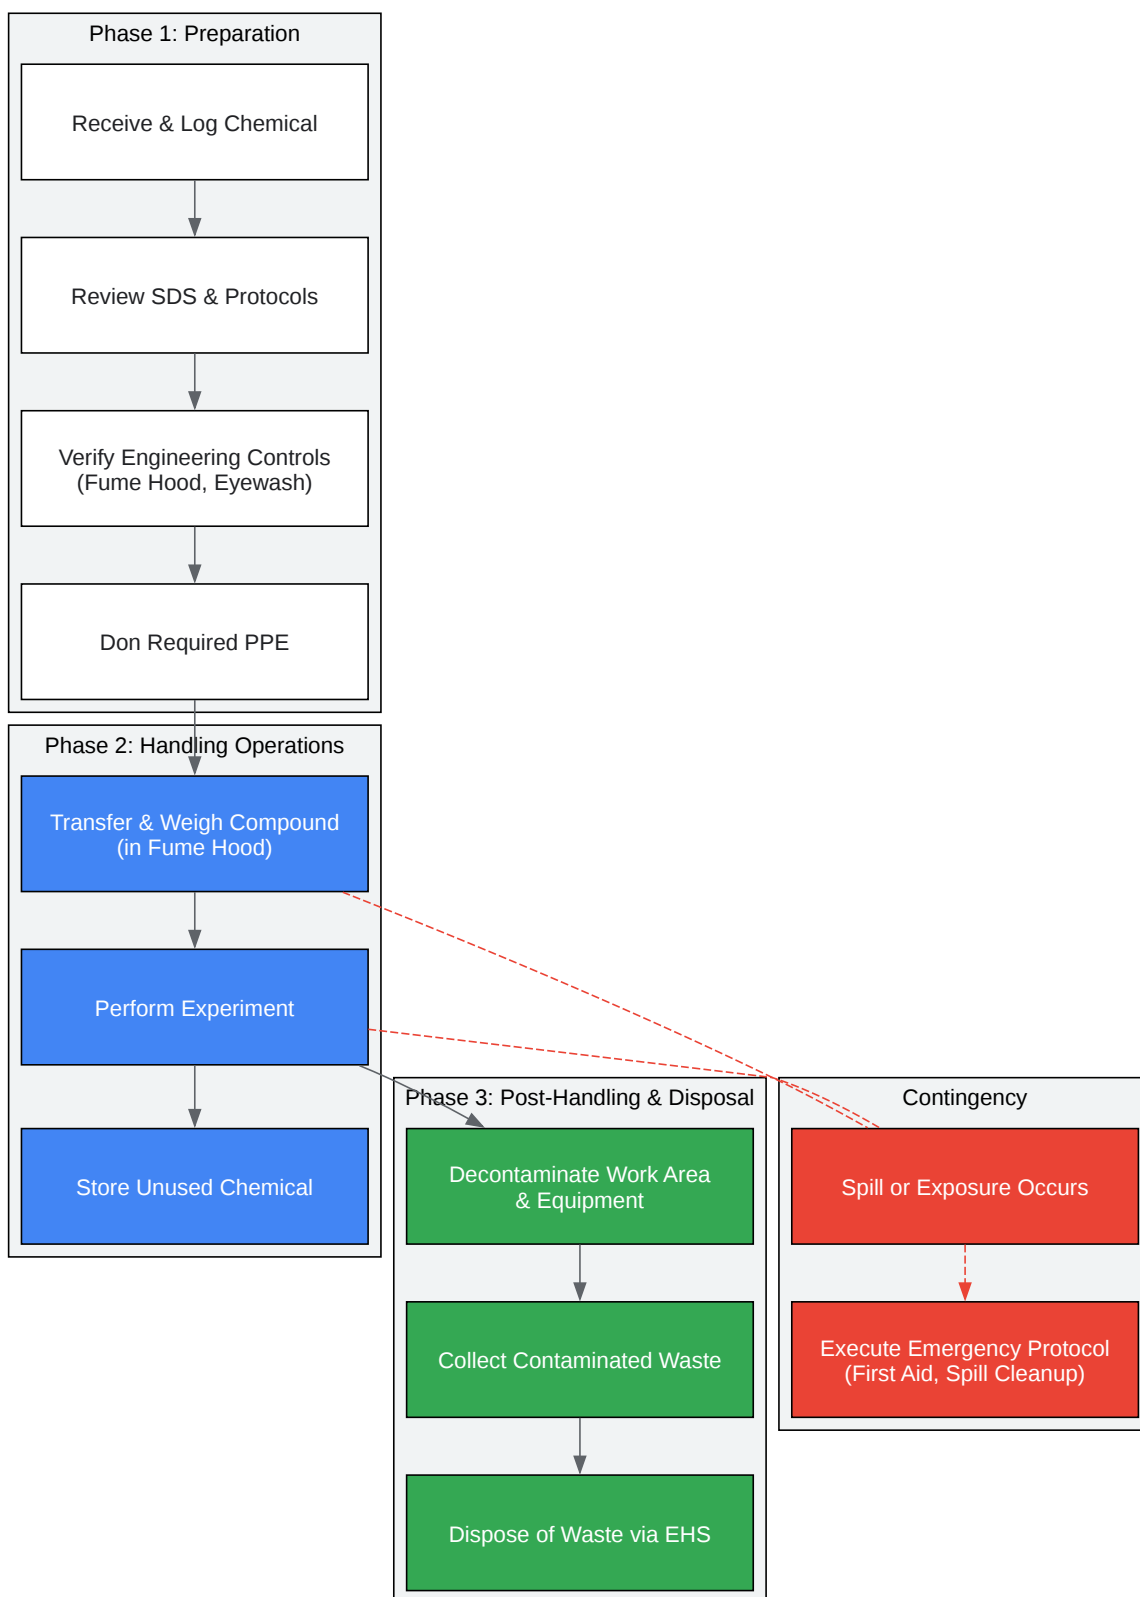 Phase 1: Preparation
Receive & Log Chemical
Review SDS & Protocols
Verify Engineering Controls
(Fume Hood, Eyewash)
Don Required PPE
Phase 2: Handling Operations
Transfer & Weigh Compound
(in Fume Hood)
Perform Experiment
Store Unused Chemical
Phase 3: Post-Handling & Disposal
Decontaminate Work Area
& Equipment
Collect Contaminated Waste
Dispose of Waste via EHS
Contingency
Spill or Exposure Occurs
Execute Emergency Protocol
(First Aid, Spill Cleanup)